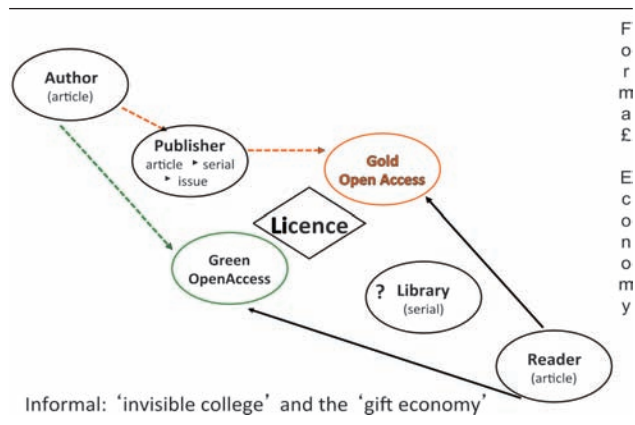 Author
(article)
Publisher
article ‣ serial
‣ issue
Gold
Open Access
Licence
Green
OpenAccess
? Library
(serial)
Reader
(article)
Informal: ‘invisible college’ and the ‘gift economy’
F
o
r
m
a
£
E
c
o
n
o
m
y